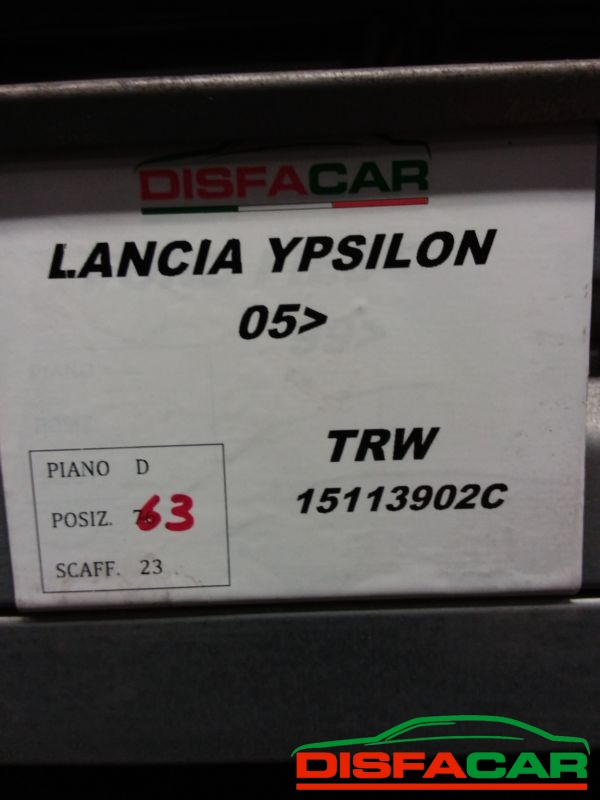 DISFACAR
LANCIA YPSILON
05>
TRW
15113902C
PIANO D
POSIZ. 63
SCAFF. 23
DISFACAR